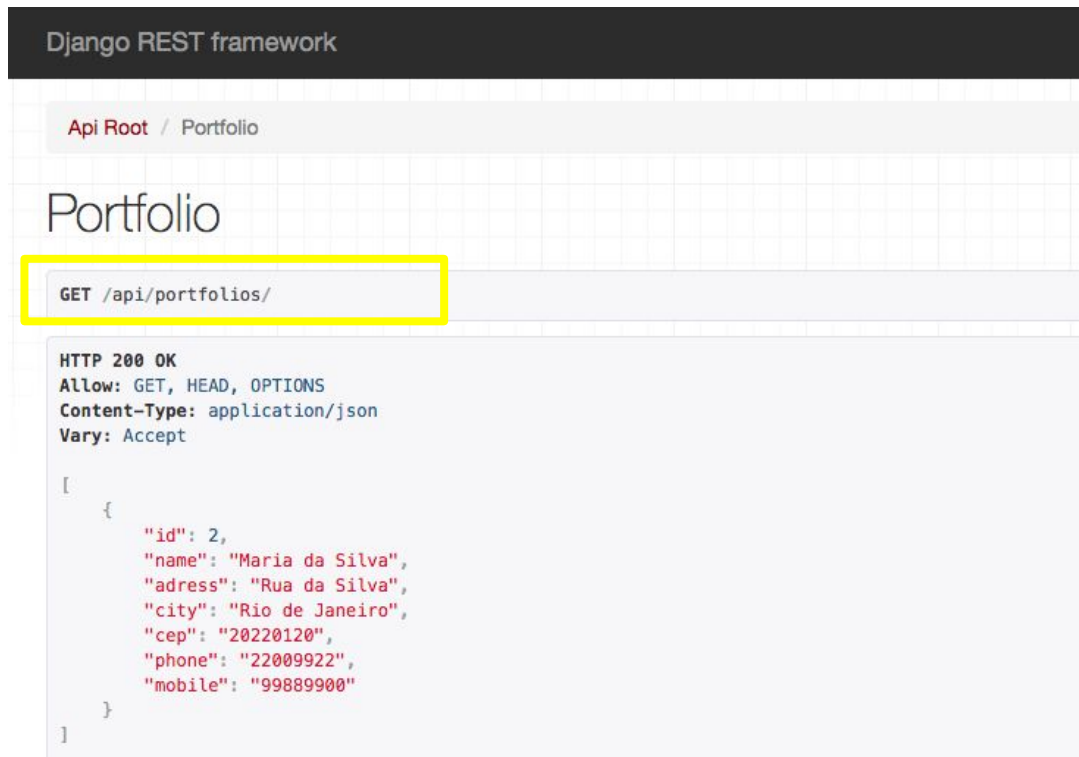 Django REST framework
Api Root / Portfolio
Portfolio
GET /api/portfolios/
HTTP 200 OK
Allow: GET, HEAD, OPTIONS
Content-Type: application/json
Vary: Accept
[
    {
        "id": 2,
        "name": "Maria da Silva",
        "adress": "Rua da Silva",
        "city": "Rio de Janeiro",
        "cep": "20220120",
        "phone": "22009922",
        "mobile": "99889900"
    }
]